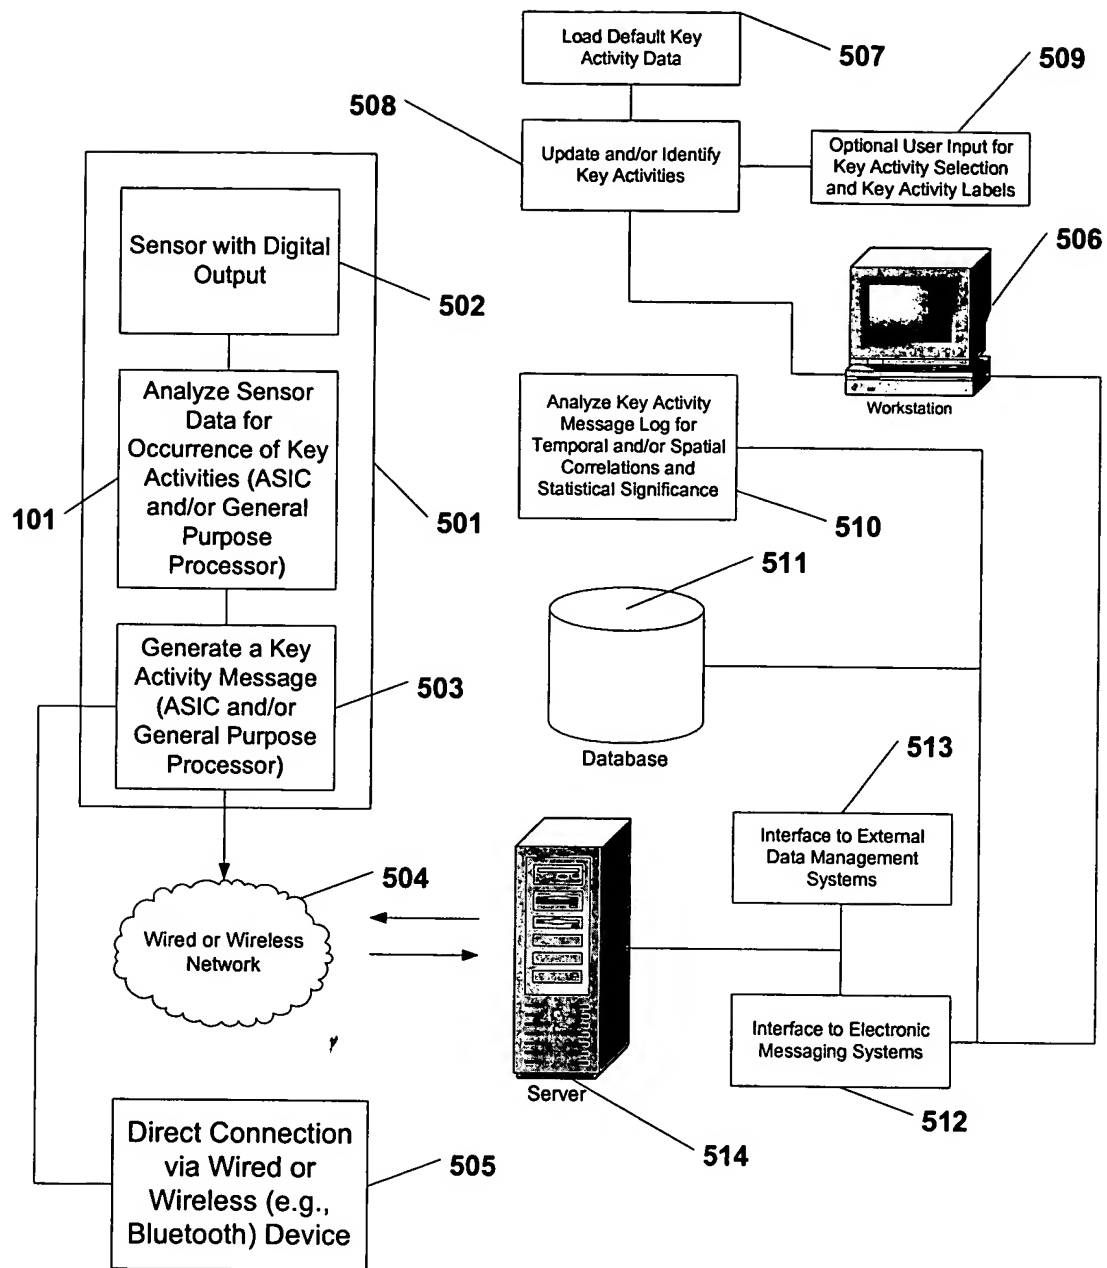 Load Default Key
Activity Data
507
509
508
Update and/or Identify
Key Activities
Optional User Input for
Key Activity Selection
and Key Activity Labels
Sensor with Digital
Output
502
506
Workstation
Analyze Sensor
Data for
Occurrence of Key
Activities (ASIC
and/or General
Purpose
Processor)
101
501
Analyze Key Activity
Message Log for
Temporal and/or Spatial
Correlations and
Statistical Significance
510
511
Database
Generate a Key
Activity Message
(ASIC and/or
General Purpose
Processor)
503
513
Interface to External
Data Management
Systems
504
Wired or Wireless
Network
Server
514
Interface to Electronic
Messaging Systems
512
Direct Connection
via Wired or
Wireless (e.g.,
Bluetooth) Device
505